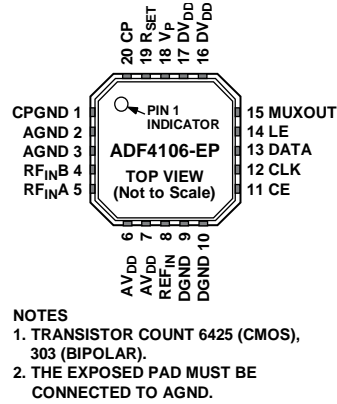 20 CP
19 RSET
18 VP
17 DVDD
16 DVDD
CPGND 1
AGND 2
AGND 3
RFINB 4
RFINA 5
PIN 1
INDICATOR
ADF4106-EP
TOP VIEW
(Not to Scale)
15 MUXOUT
14 LE
13 DATA
12 CLK
11 CE
AVDD 6
AVDD 7
REFIN 8
DGND 9
DGND 10
NOTES
1. TRANSISTOR COUNT 6425 (CMOS),
303 (BIPOLAR).
2. THE EXPOSED PAD MUST BE
CONNECTED TO AGND.